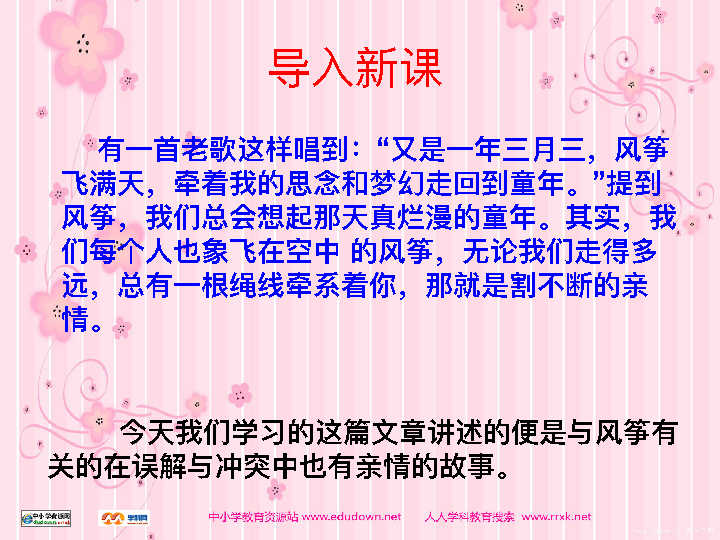 导入新课
有一首老歌这样唱到：“又是一年三月三，风筝
飞满天，牵着我的思念和梦幻走回到童年。”提到
风筝，我们总会想起那天真烂漫的童年。其实，我
们每个人也象飞在空中 的风筝，无论我们走得多
远，总有一根绳线牵系着你，那就是割不断的亲
情。
今天我们学习的这篇文章讲述的便是与风筝有
关的在误解与冲突中也有亲情的故事。
中小学教育资源站 www.edudown.net 人人学科教育搜索 www.rrxk.net